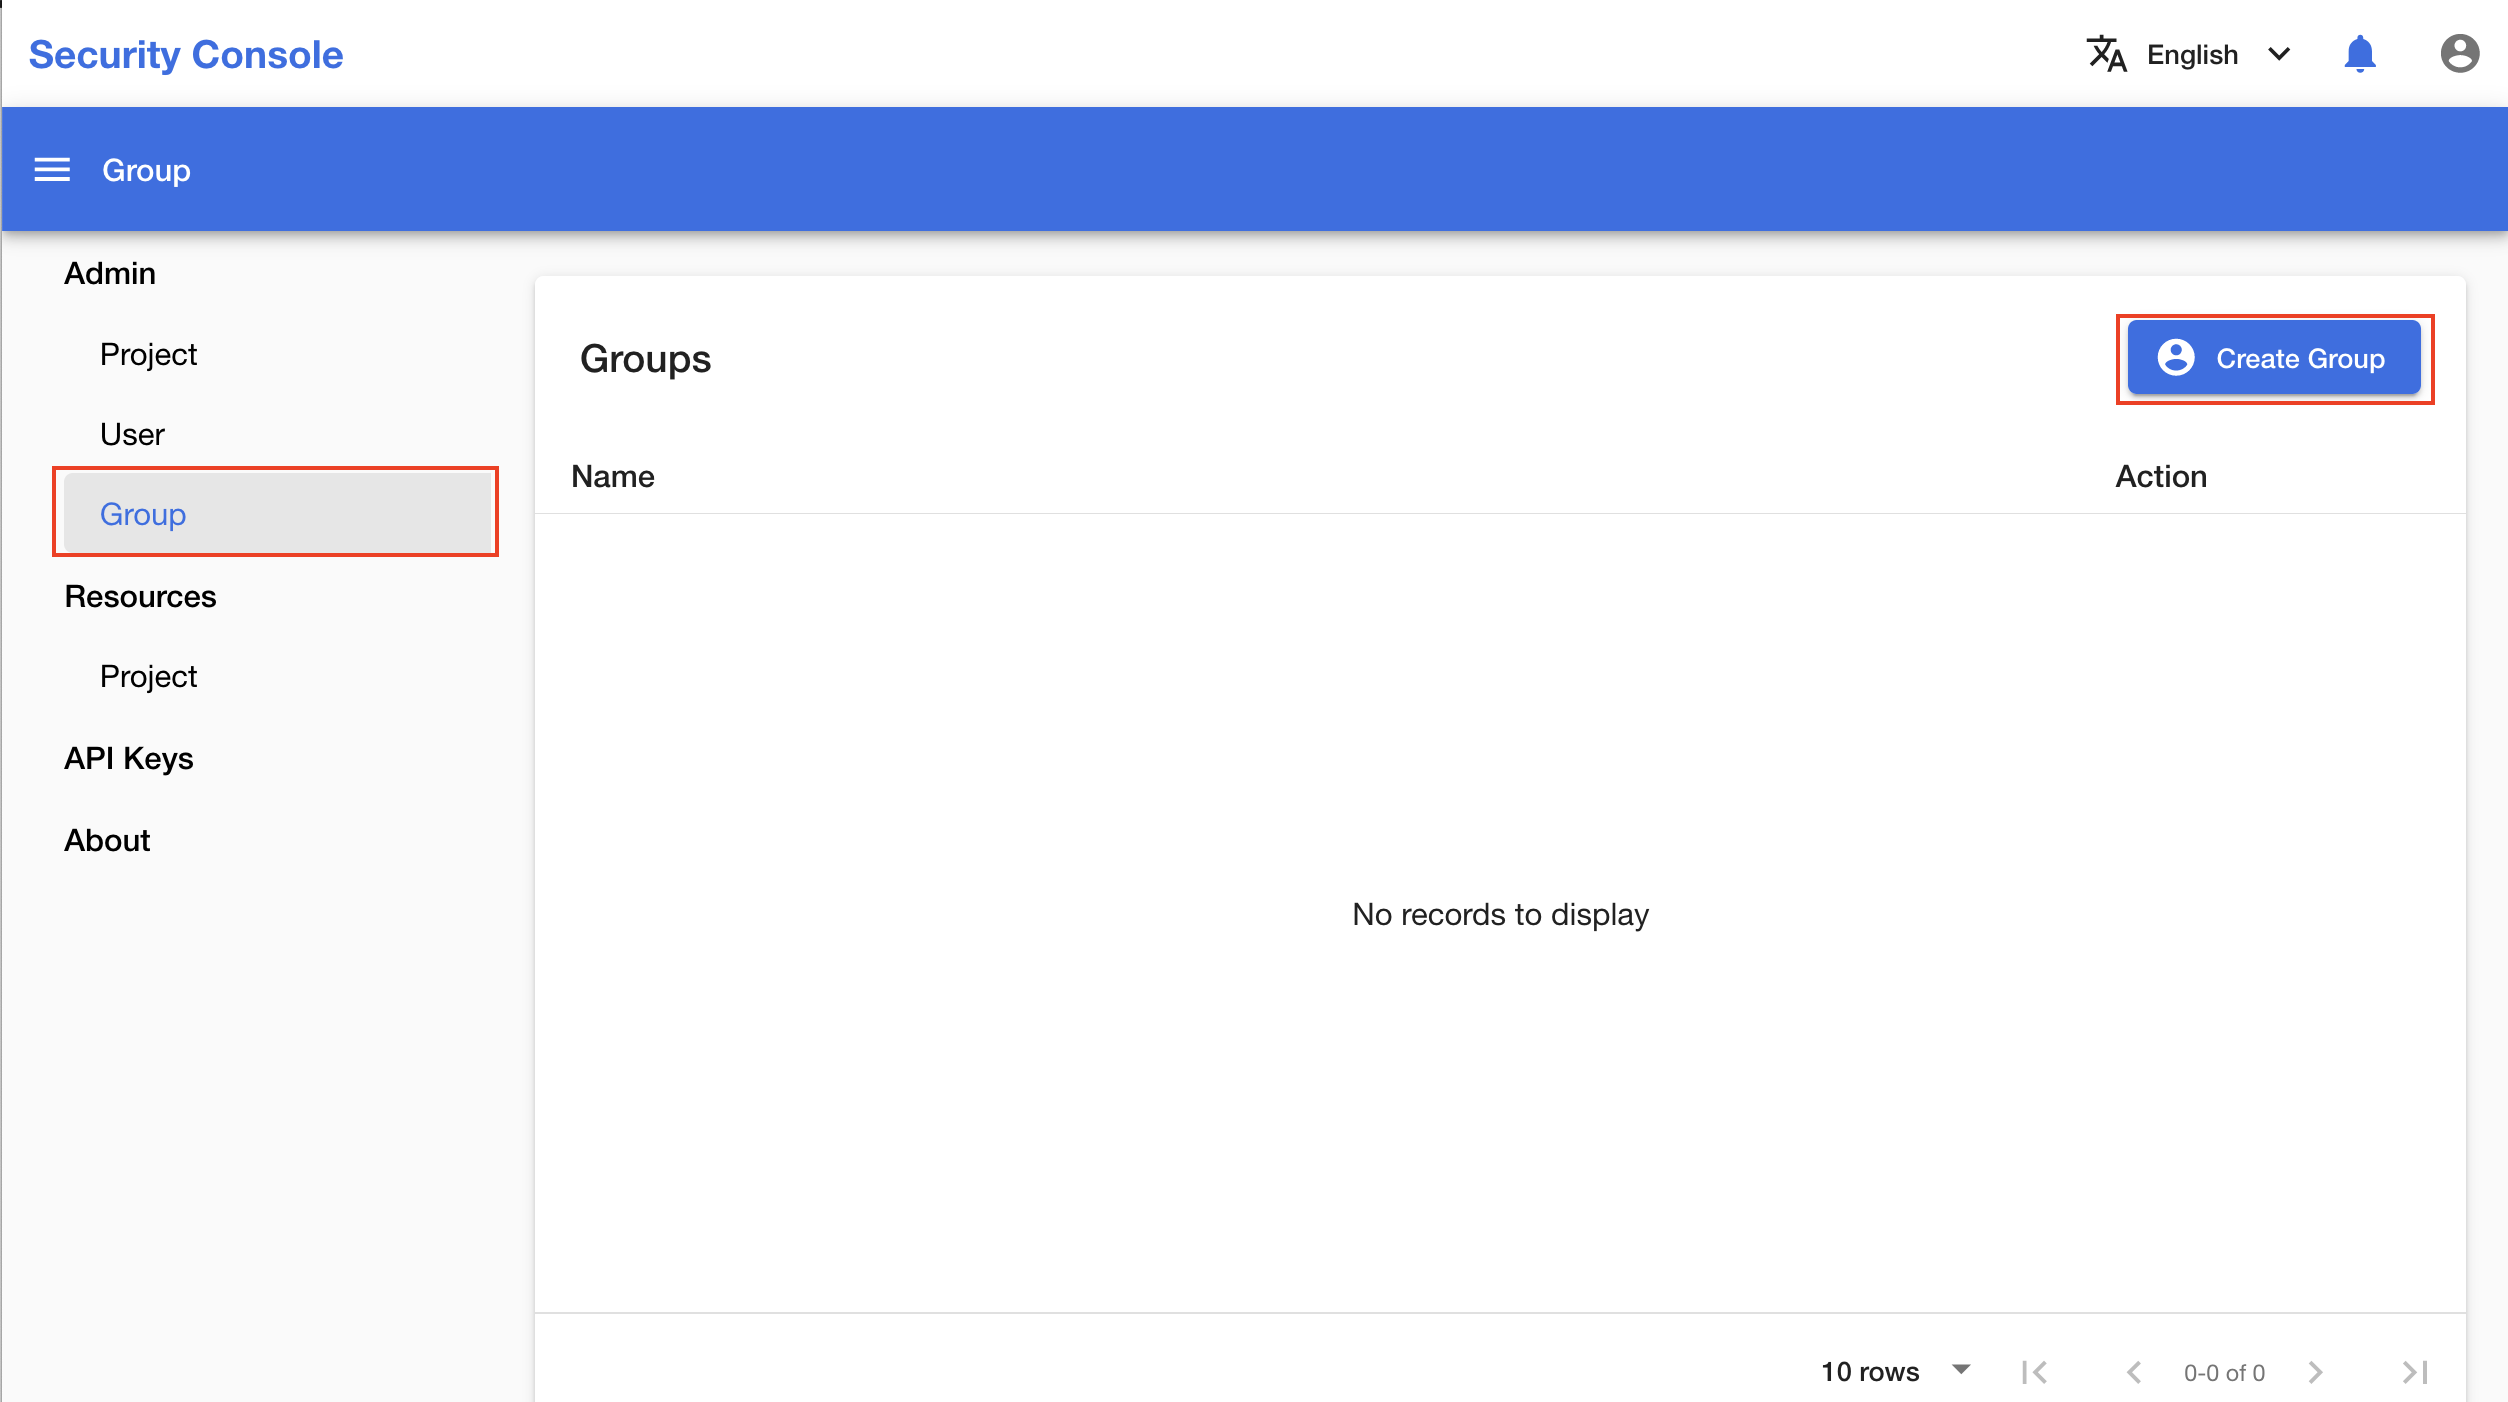 Security Console
English
Group
Admin
Project
User
Group
Resources
Project
API Keys
About
Groups
Create Group
Name Action
No records to display
10 rows 0-0 of 0